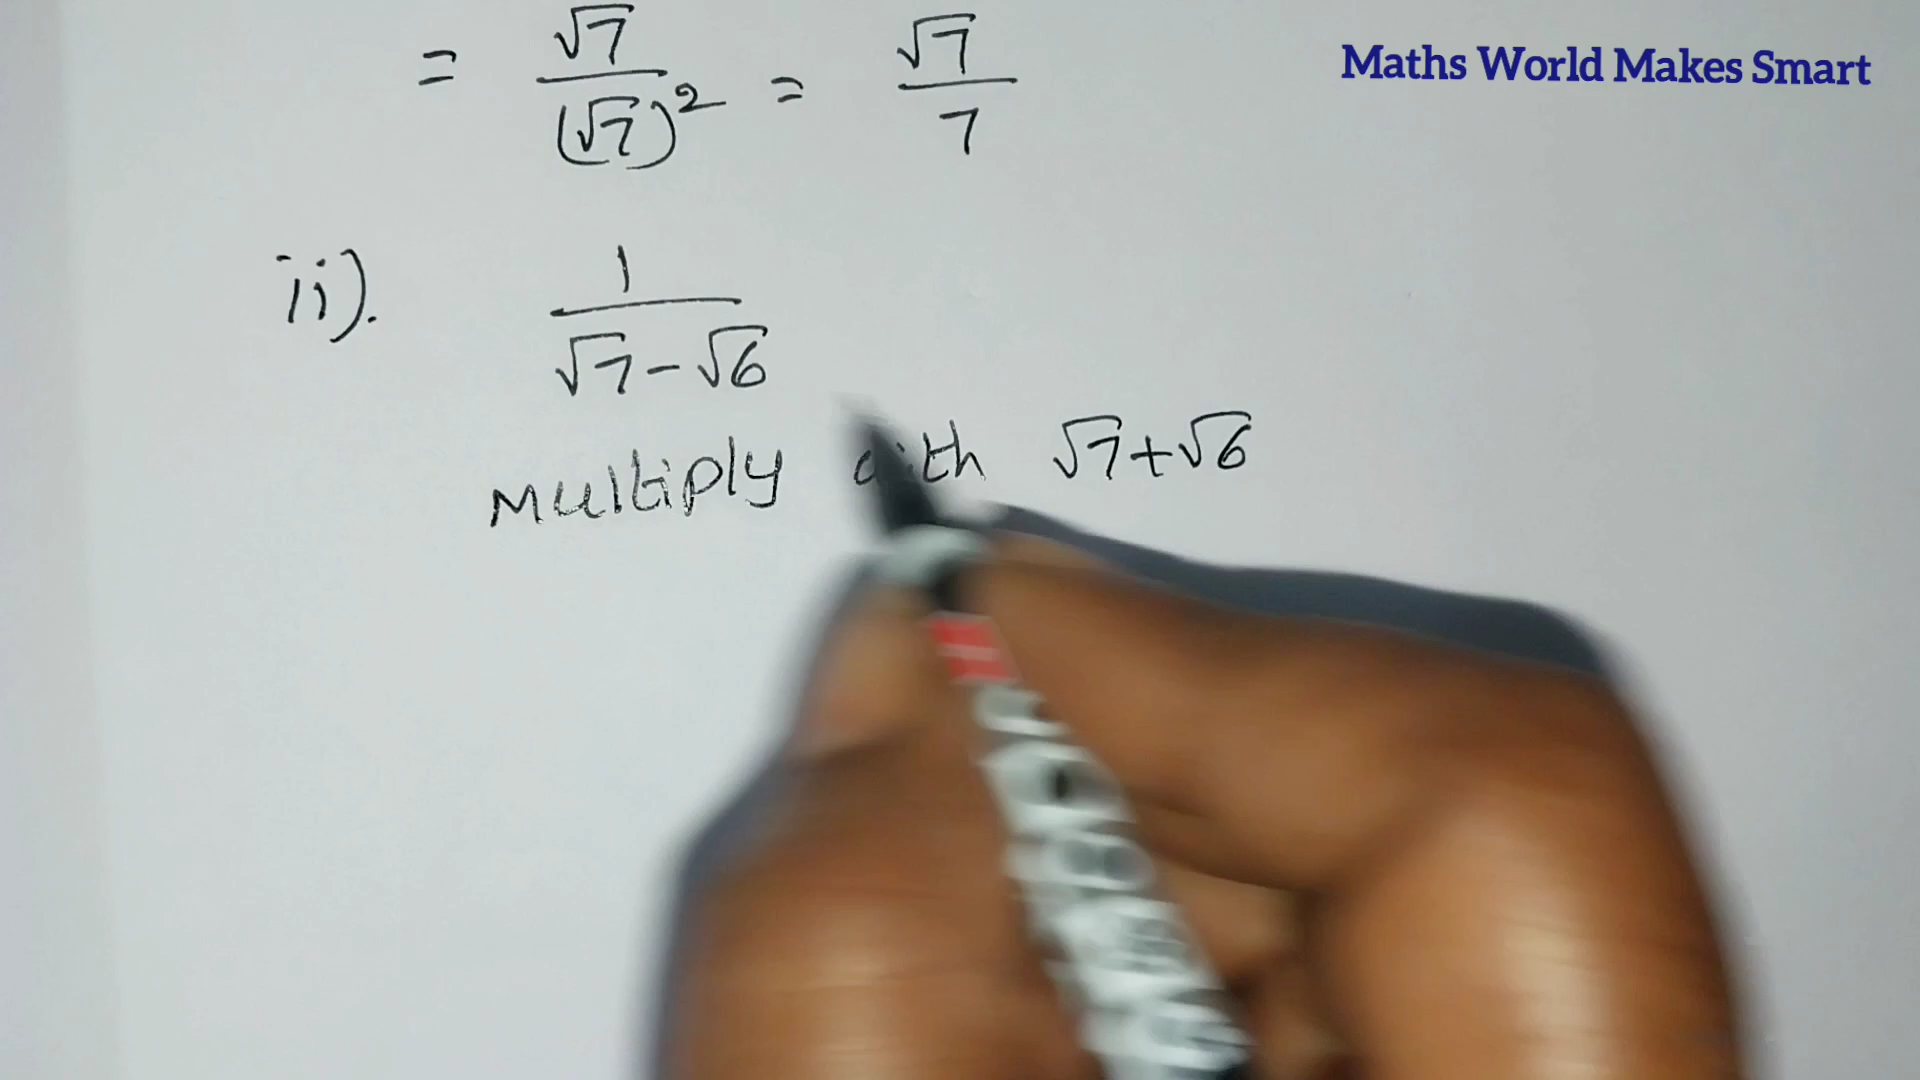 Maths World Makes Smart
= √7/(√7)² = √7/7
ii). 1/(√7-√6)
Multiply with √7+√6